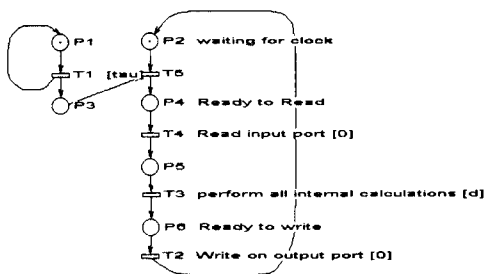 P1
P2 waiting for clock
T1 [tau]
T5
P3
P4 Ready to Read
T4 Read input port [0]
P5
T3 perform all internal calculations [d]
P6 Ready to write
T2 Write on output port [0]